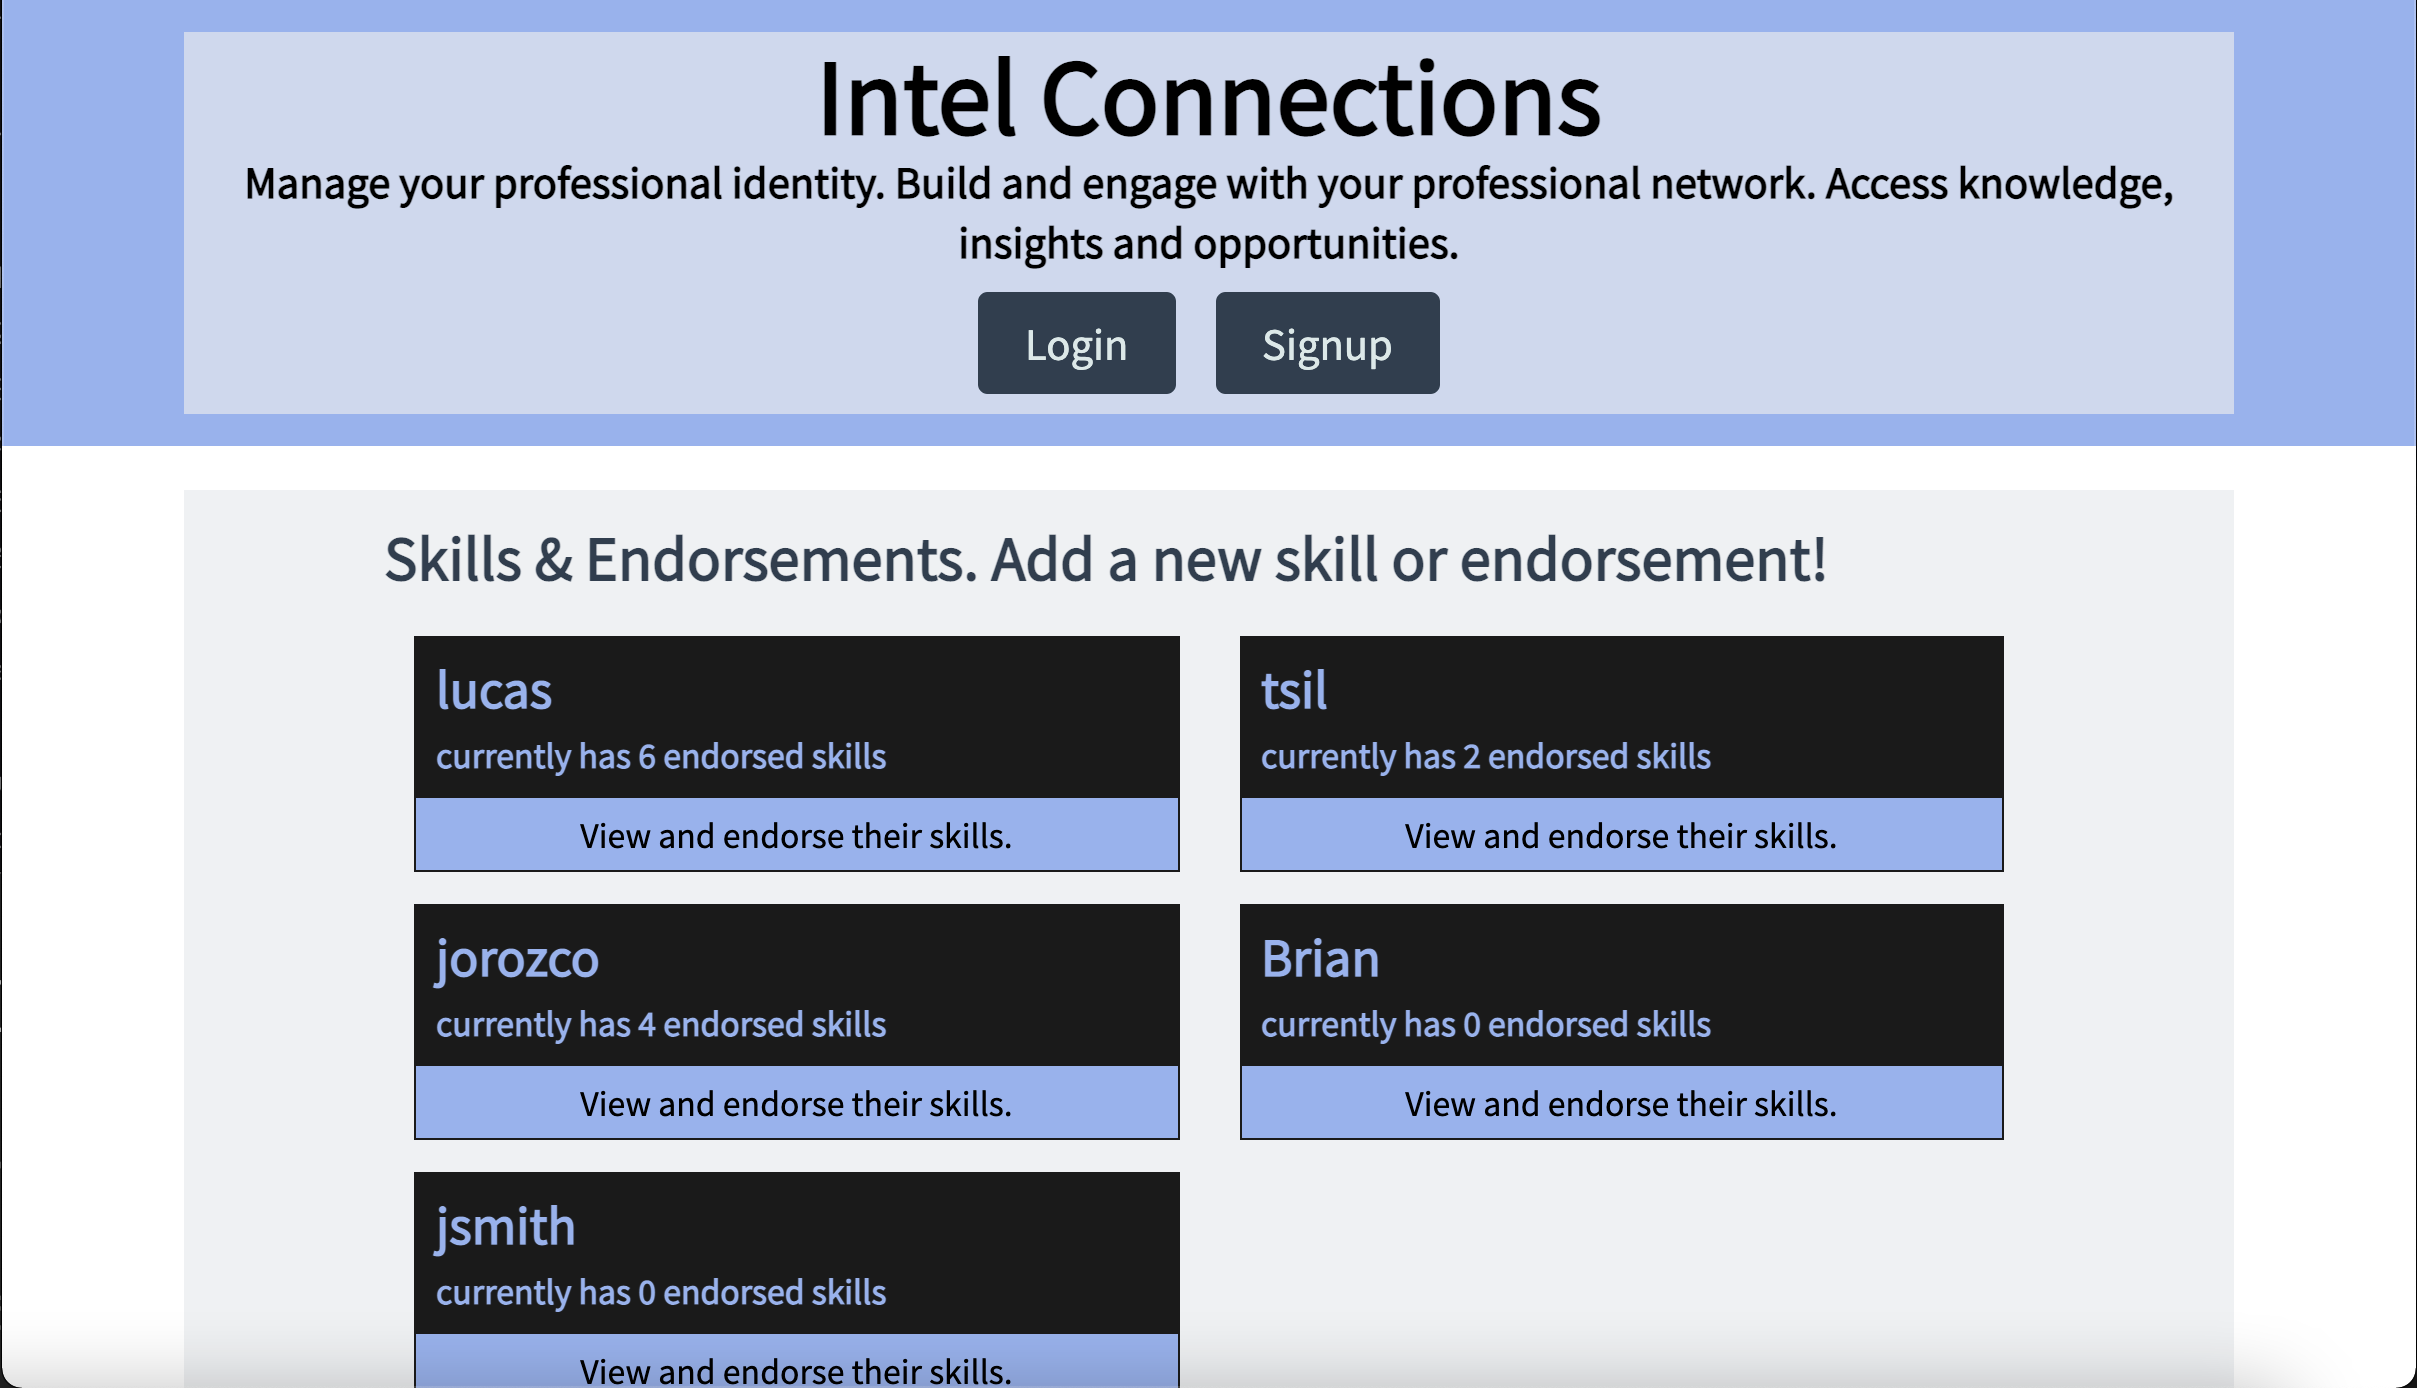 Intel Connections
Manage your professional identity. Build and engage with your professional network. Access knowledge,
insights and opportunities.
Login
Signup
Skills & Endorsements. Add a new skill or endorsement!
lucas
currently has 6 endorsed skills
View and endorse their skills.
tsil
currently has 2 endorsed skills
View and endorse their skills.
jorozco
currently has 4 endorsed skills
View and endorse their skills.
Brian
currently has 0 endorsed skills
View and endorse their skills.
jsmith
currently has 0 endorsed skills
View and endorse their skills.